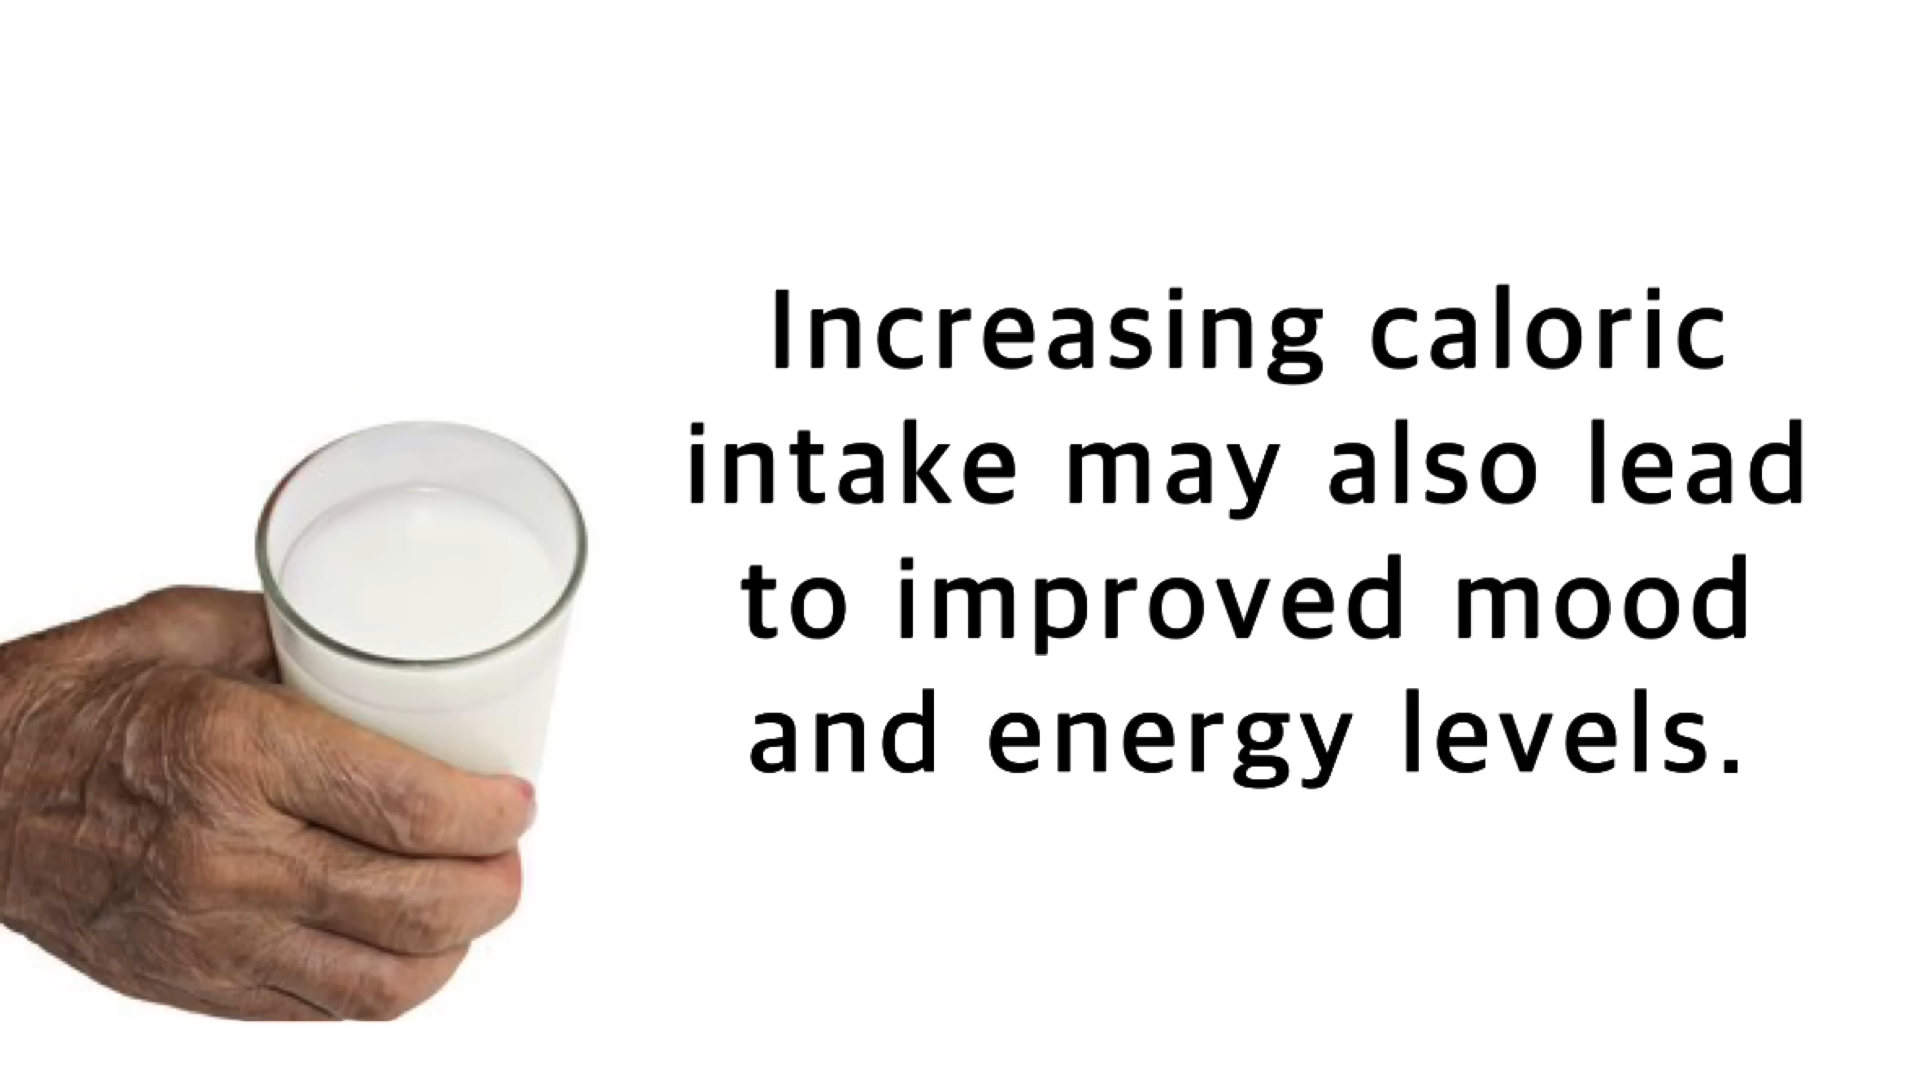 Increasing caloric
intake may also lead
to improved mood
and energy levels.